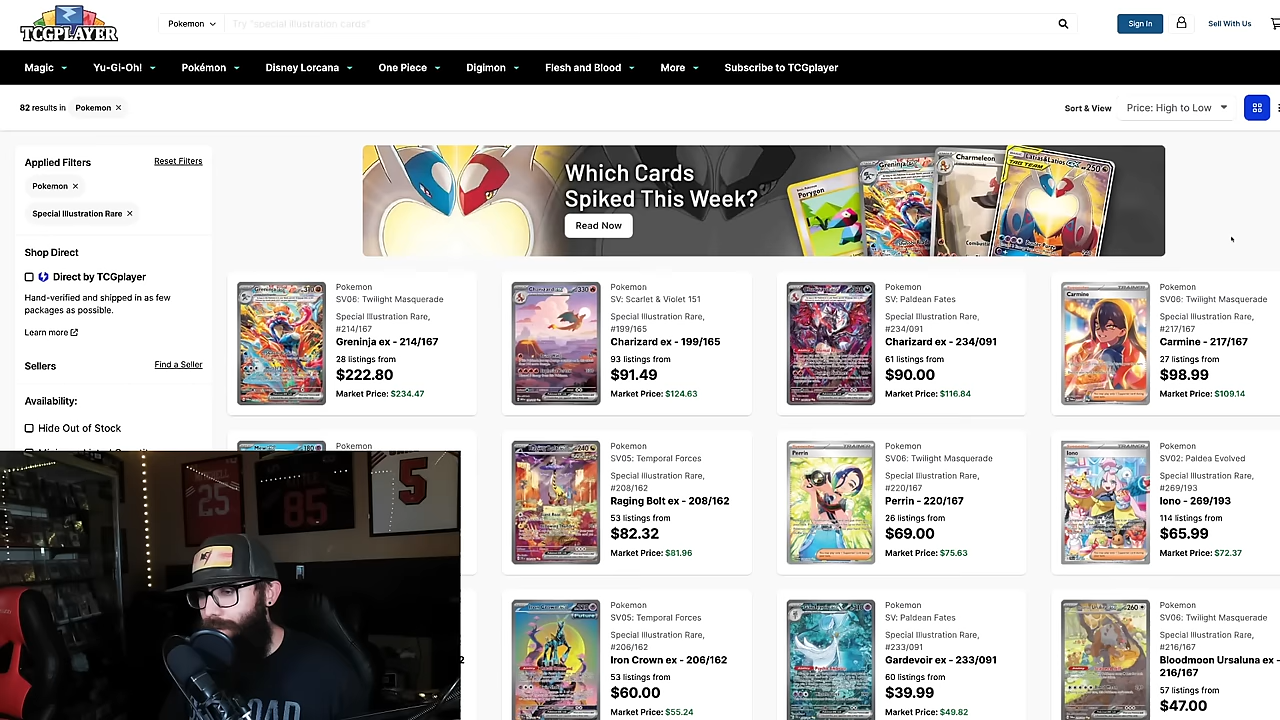 TCGPLAYER
Pokemon
Try "special illustration cards"
Sign In
Sell With Us
Magic
Yu-Gi-Oh!
Pokémon
Disney Lorcana
One Piece
Digimon
Flesh and Blood
More
Subscribe to TCGplayer
82 results in
Pokemon
Sort & View
Price: High to Low
Applied Filters
Reset Filters
Pokemon
Special Illustration Rare
Shop Direct
Direct by TCGplayer
Hand-verified and shipped in as few
packages as possible.
Learn more
Sellers
Find a Seller
Availability:
Hide Out of Stock
Which Cards
Spiked This Week?
Read Now
Porygon
Greninja
Charmeleon
Latias&Latios
250
Pokemon
SV06: Twilight Masquerade
Special Illustration Rare,
#214/167
Greninja ex - 214/167
28 listings from
$222.80
Market Price: $234.47
Pokemon
SV: Scarlet & Violet 151
Special Illustration Rare,
#199/165
Charizard ex - 199/165
93 listings from
$91.49
Market Price: $124.63
Pokemon
SV: Paldean Fates
Special Illustration Rare,
#234/091
Charizard ex - 234/091
61 listings from
$90.00
Market Price: $116.84
Carmine
Pokemon
SV06: Twilight Masquerade
Special Illustration Rare,
#217/167
Carmine - 217/167
27 listings from
$98.99
Market Price: $109.14
Pokemon
Pokemon
SV05: Temporal Forces
Special Illustration Rare,
#208/162
Raging Bolt ex - 208/162
53 listings from
$82.32
Market Price: $81.96
Perrin
Pokemon
SV06: Twilight Masquerade
Special Illustration Rare,
#220/167
Perrin - 220/167
26 listings from
$69.00
Market Price: $75.63
Iono
Pokemon
SV02: Paldea Evolved
Special Illustration Rare,
#269/193
Iono - 269/193
114 listings from
$65.99
Market Price: $72.37
Pokemon
SV05: Temporal Forces
Special Illustration Rare,
#206/162
Iron Crown ex - 206/162
53 listings from
$60.00
Market Price: $55.24
Pokemon
SV: Paldean Fates
Special Illustration Rare,
#233/091
Gardevoir ex - 233/091
60 listings from
$39.99
Market Price: $49.82
Pokemon
SV06: Twilight Masquerade
Special Illustration Rare,
#216/167
Bloodmoon Ursaluna ex -
216/167
57 listings from
$47.00
25
85
5